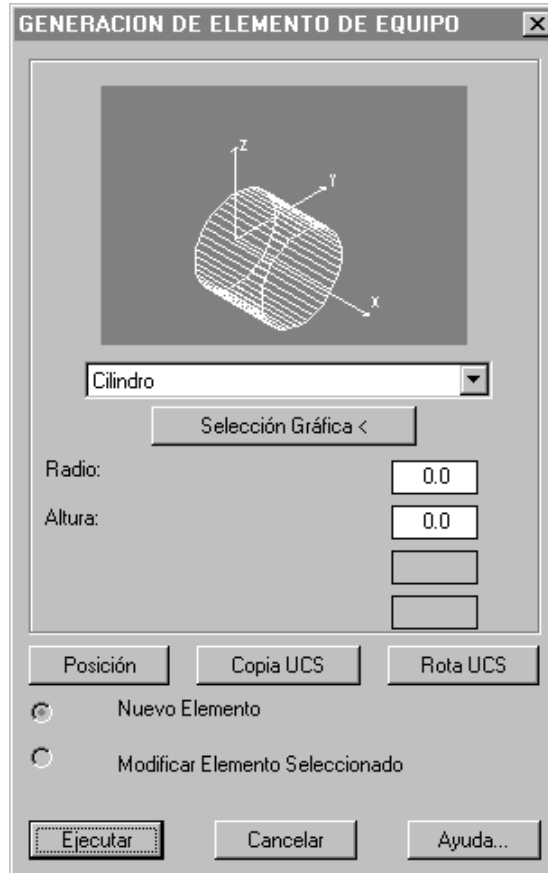 GENERACION DE ELEMENTO DE EQUIPO
Z
Y
X
Cilindro
Selección Gráfica <
Radio: 0.0
Altura: 0.0
Posición Copia UCS Rota UCS
Nuevo Elemento
Modificar Elemento Seleccionado
Ejecutar Cancelar Ayuda...